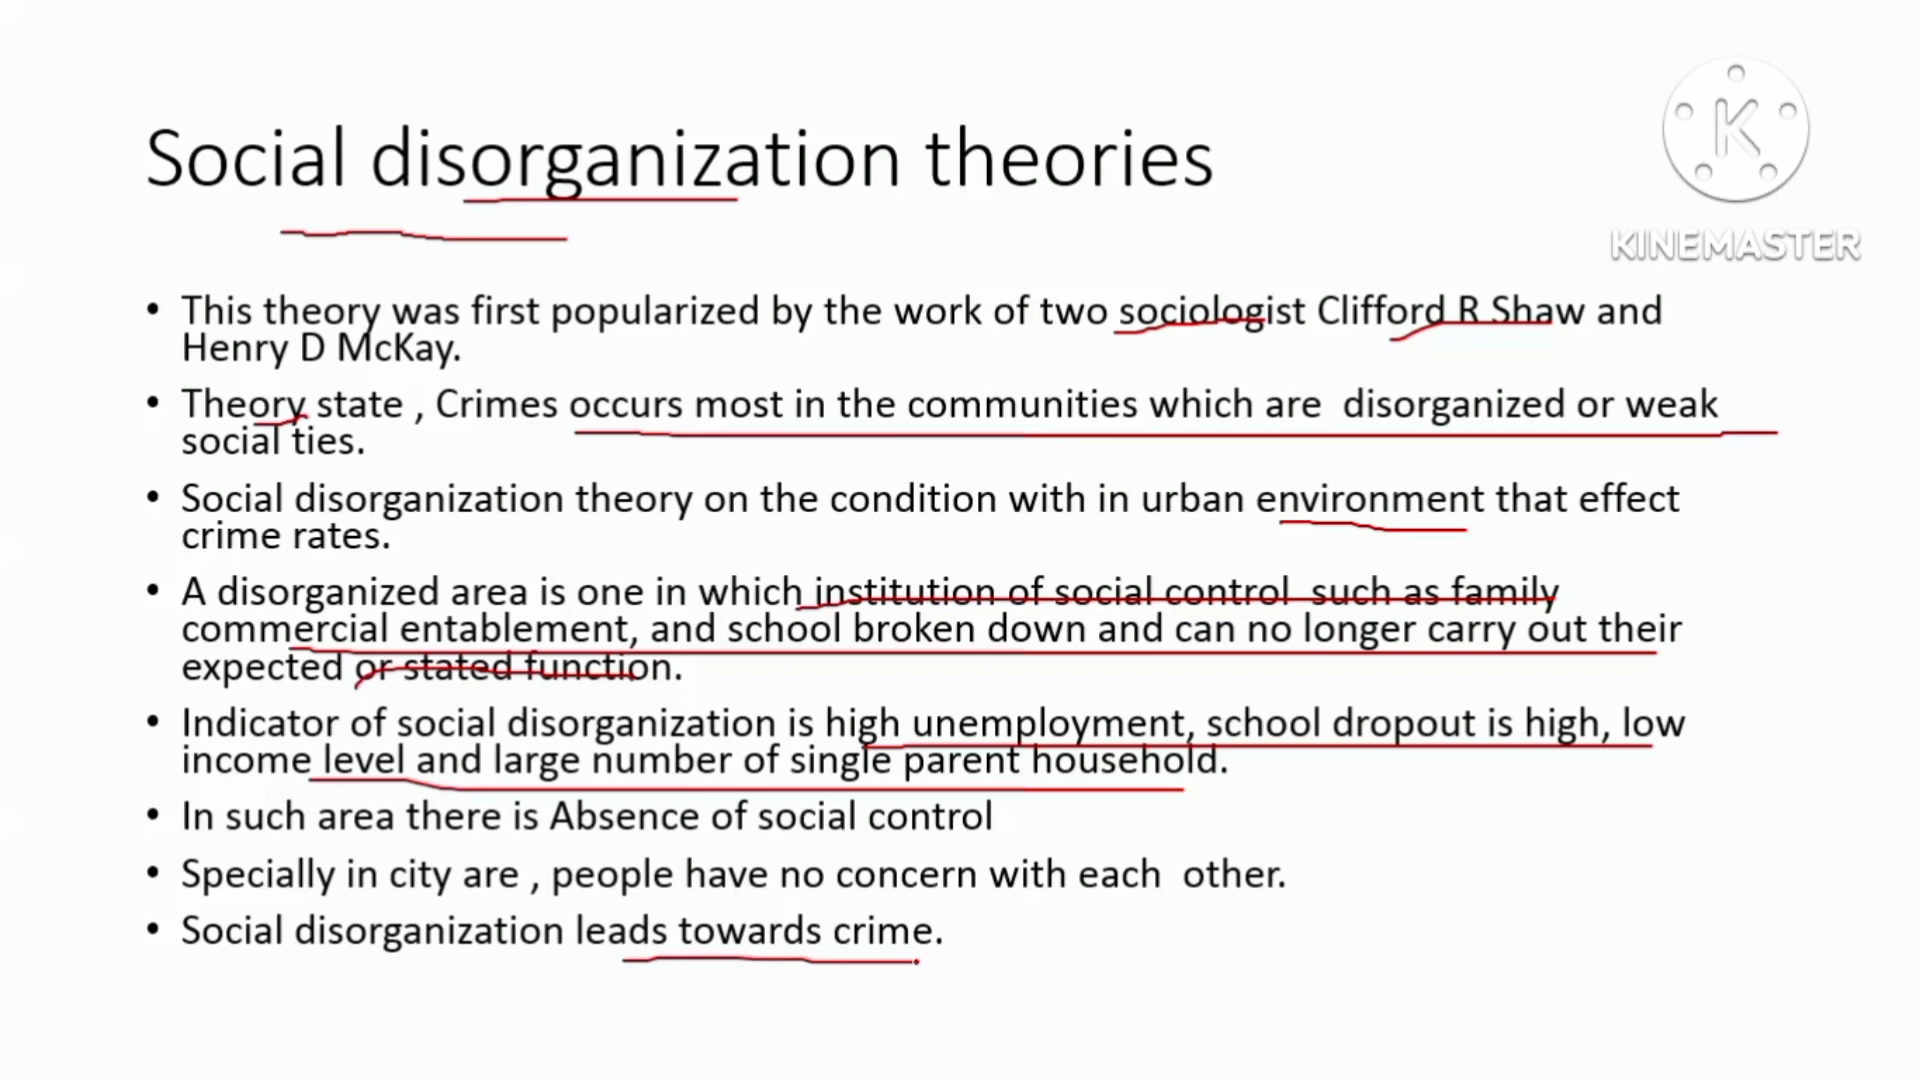 Social disorganization theories
K
KINEMASTER
• This theory was first popularized by the work of two sociologist Clifford R Shaw and
Henry D McKay.
• Theory state , Crimes occurs most in the communities which are disorganized or weak
social ties.
• Social disorganization theory on the condition with in urban environment that effect
crime rates.
• A disorganized area is one in which institution of social control such as family
commercial entablement, and school broken down and can no longer carry out their
expected or stated function.
• Indicator of social disorganization is high unemployment, school dropout is high, low
income level and large number of single parent household.
• In such area there is Absence of social control
• Specially in city are , people have no concern with each other.
• Social disorganization leads towards crime.